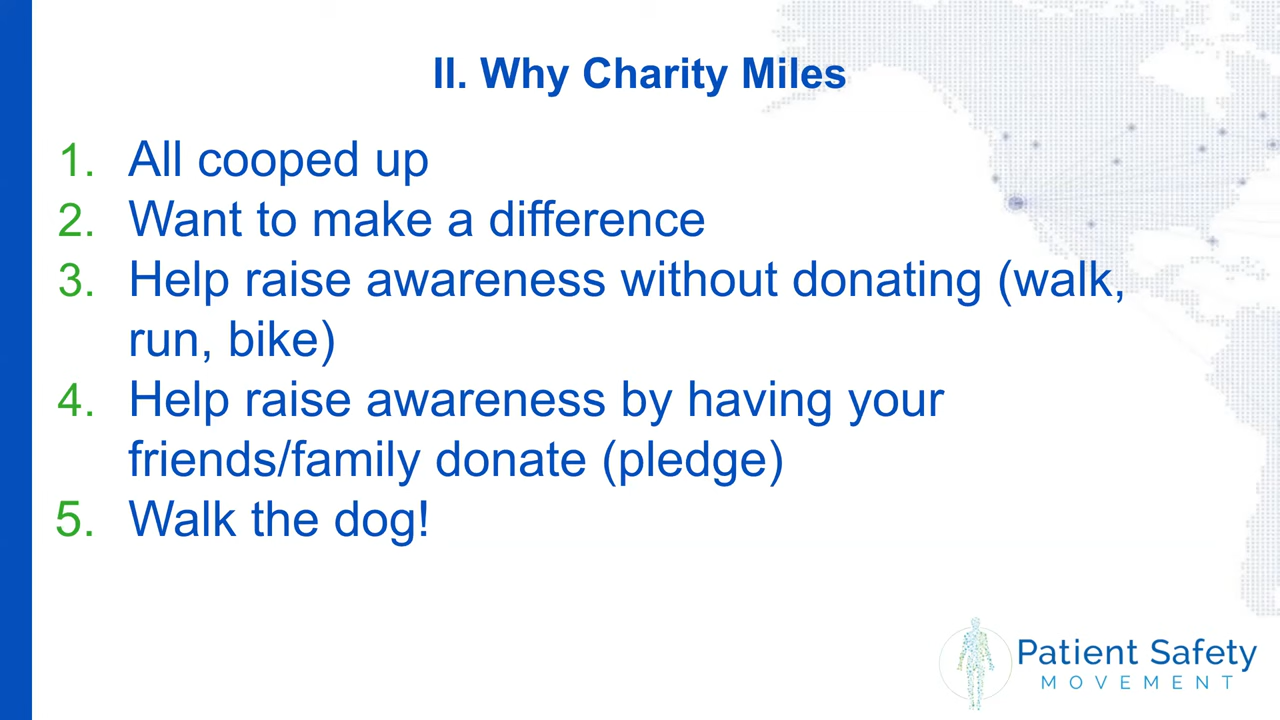 II. Why Charity Miles
1. All cooped up
2. Want to make a difference
3. Help raise awareness without donating (walk,
run, bike)
4. Help raise awareness by having your
friends/family donate (pledge)
5. Walk the dog!
Patient Safety
MOVEMENT